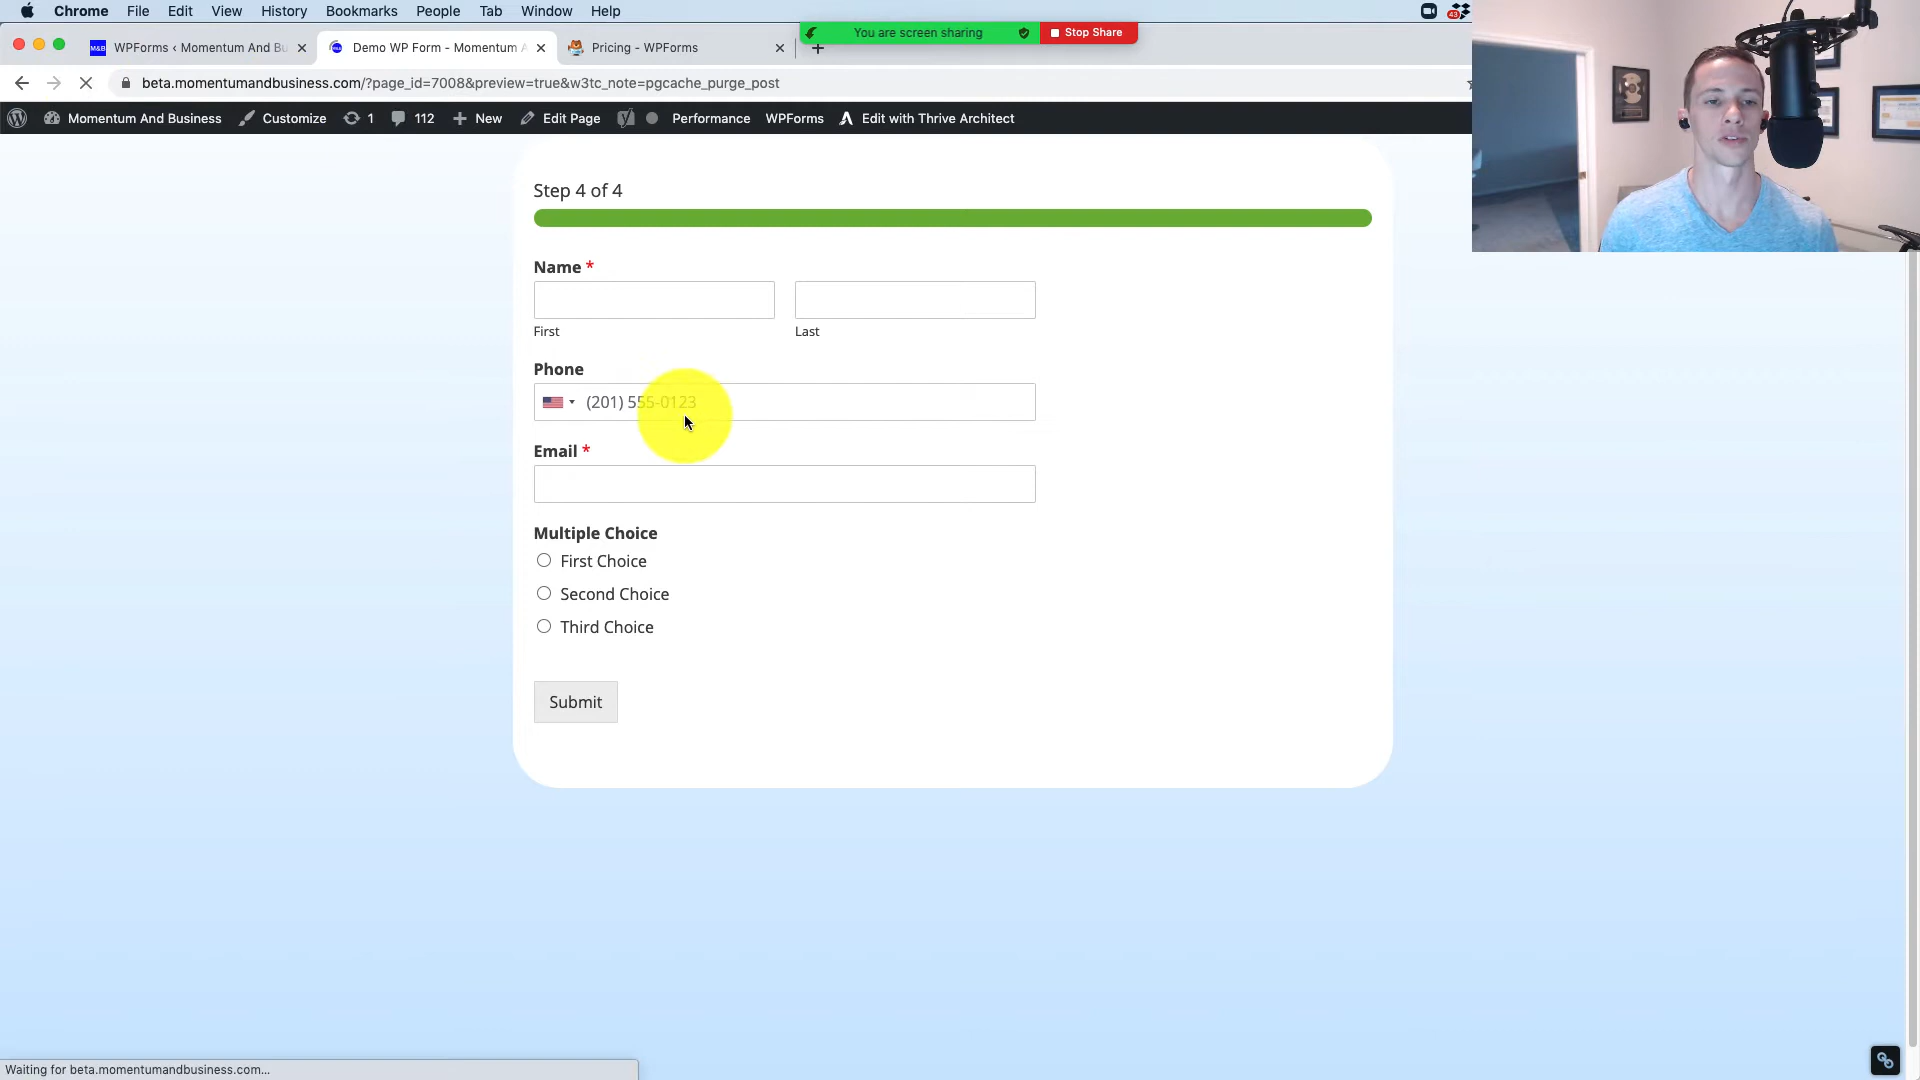 Chrome File Edit View History Bookmarks People Tab Window Help
43
You are screen sharing Stop Share
M&B WPForms ‹ Momentum And Bu
Demo WP Form - Momentum A
Pricing - WPForms
beta.momentumandbusiness.com/?page_id=7008&preview=true&w3tc_note=pgcache_purge_post
Momentum And Business Customize 1 112 New Edit Page Performance WPForms Edit with Thrive Architect
Step 4 of 4
Name *
First Last
Phone
(201) 555-0123
Email *
Multiple Choice
First Choice
Second Choice
Third Choice
Submit
Waiting for beta.momentumandbusiness.com...